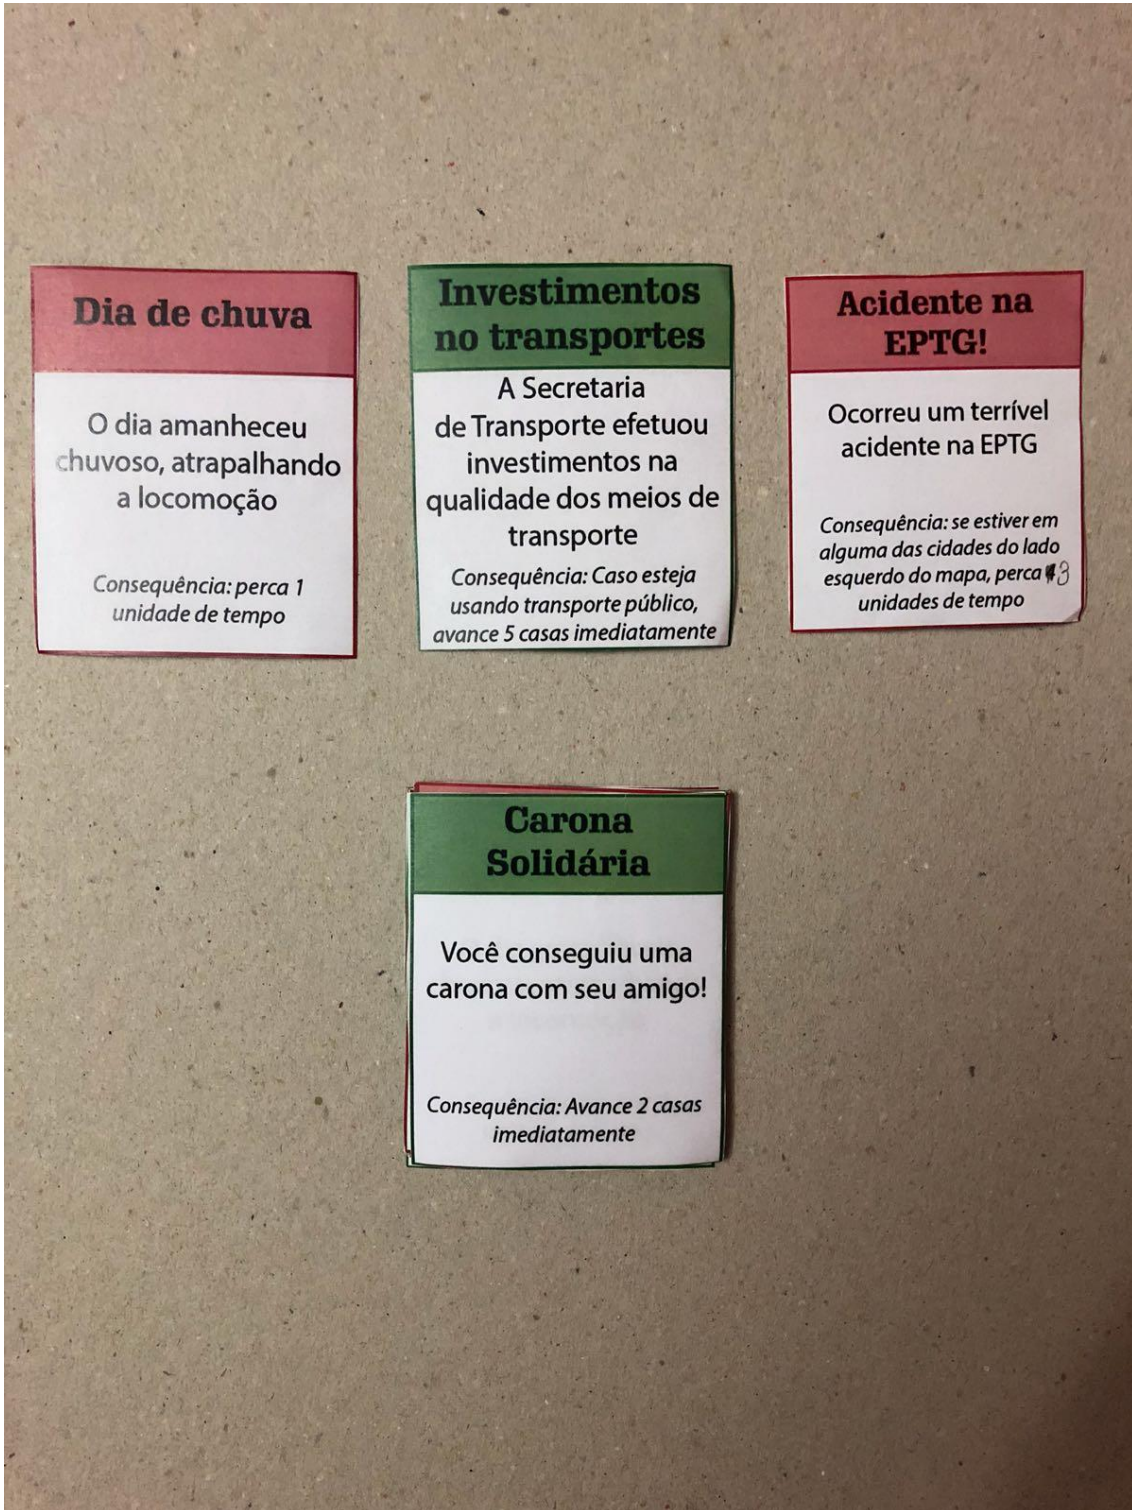 Dia de chuva
O dia amanheceu
chuvoso, atrapalhando
a locomoção
Consequência: perca 1
unidade de tempo
Investimentos
no transportes
A Secretaria
de Transporte efetuou
investimentos na
qualidade dos meios de
transporte
Consequência: Caso esteja
usando transporte público,
avance 5 casas imediatamente
Acidente na
EPTG!
Ocorreu um terrível
acidente na EPTG
Consequência: se estiver em
alguma das cidades do lado
esquerdo do mapa, perca 3
unidades de tempo
Carona
Solidária
Você conseguiu uma
carona com seu amigo!
Consequência: Avance 2 casas
imediatamente